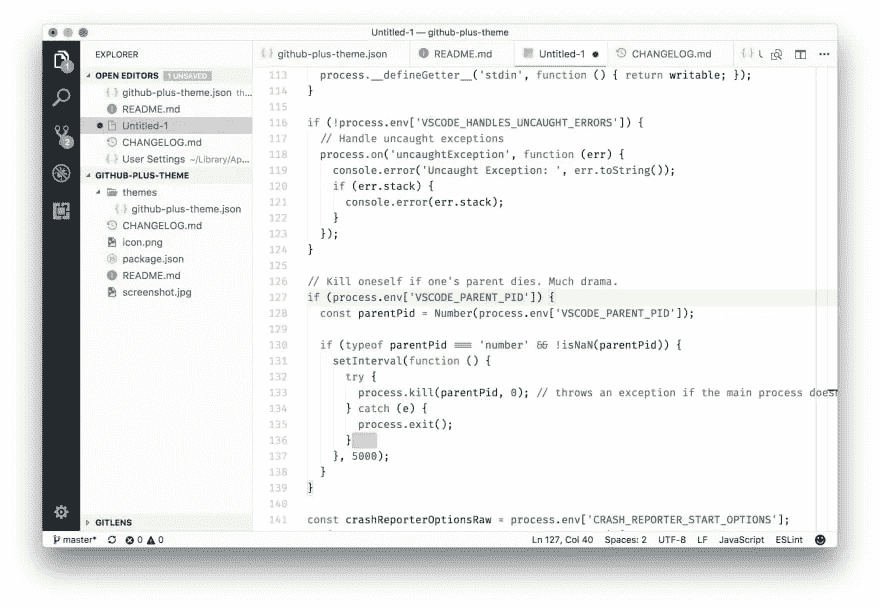 Untitled-1 — github-plus-theme
EXPLORER
github-plus-theme.json
README.md
Untitled-1
CHANGELOG.md
OPEN EDITORS 1 UNSAVED
github-plus-theme.json th...
README.md
Untitled-1
CHANGELOG.md
User Settings ~/Library/Ap...
GITHUB-PLUS-THEME
themes
github-plus-theme.json
CHANGELOG.md
icon.png
package.json
README.md
screenshot.jpg
GITLENS
1
2
113 process.__defineGetter__('stdin', function () { return writable; });
114 }
115
116 if (!process.env['VSCODE_HANDLES_UNCAUGHT_ERRORS']) {
117 // Handle uncaught exceptions
118 process.on('uncaughtException', function (err) {
119 console.error('Uncaught Exception: ', err.toString());
120 if (err.stack) {
121 console.error(err.stack);
122 }
123 });
124 }
125
126 // Kill oneself if one's parent dies. Much drama.
127 if (process.env['VSCODE_PARENT_PID']) {
128 const parentPid = Number(process.env['VSCODE_PARENT_PID']);
129
130 if (typeof parentPid === 'number' && !isNaN(parentPid)) {
131 setInterval(function () {
132 try {
133 process.kill(parentPid, 0); // throws an exception if the main process does
134 } catch (e) {
135 process.exit();
136 }
137 }, 5000);
138 }
139 }
140
141 const crashReporterOptionsRaw = process.env['CRASH_REPORTER_START_OPTIONS'];
master* 0 0 Ln 127, Col 40 Spaces: 2 UTF-8 LF JavaScript ESLint